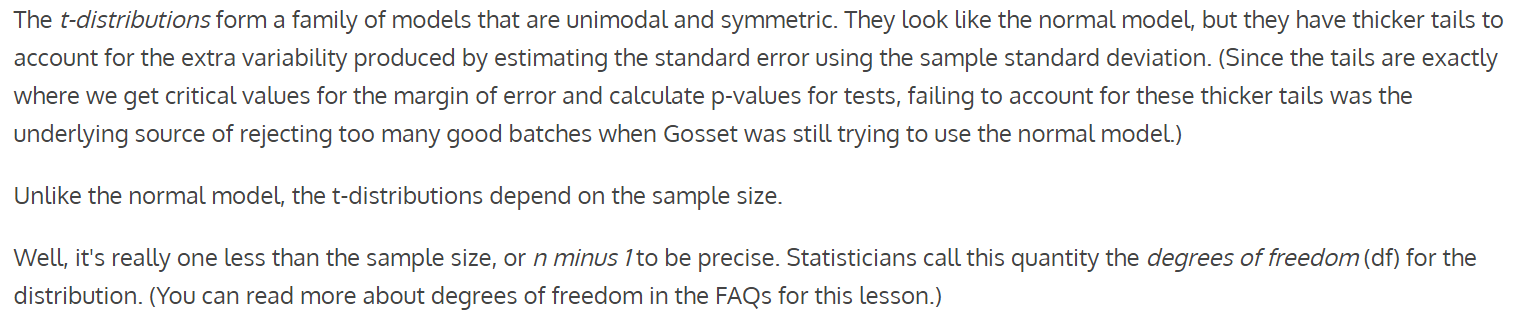 The t-distributions form a family of models that are unimodal and symmetric. They look like the normal model, but they have thicker tails to
account for the extra variability produced by estimating the standard error using the sample standard deviation. (Since the tails are exactly
where we get critical values for the margin of error and calculate p-values for tests, failing to account for these thicker tails was the
underlying source of rejecting too many good batches when Gosset was still trying to use the normal model.)
Unlike the normal model, the t-distributions depend on the sample size.
Well, it's really one less than the sample size, or n minus 1 to be precise. Statisticians call this quantity the degrees of freedom (df) for the
distribution. (You can read more about degrees of freedom in the FAQs for this lesson.)